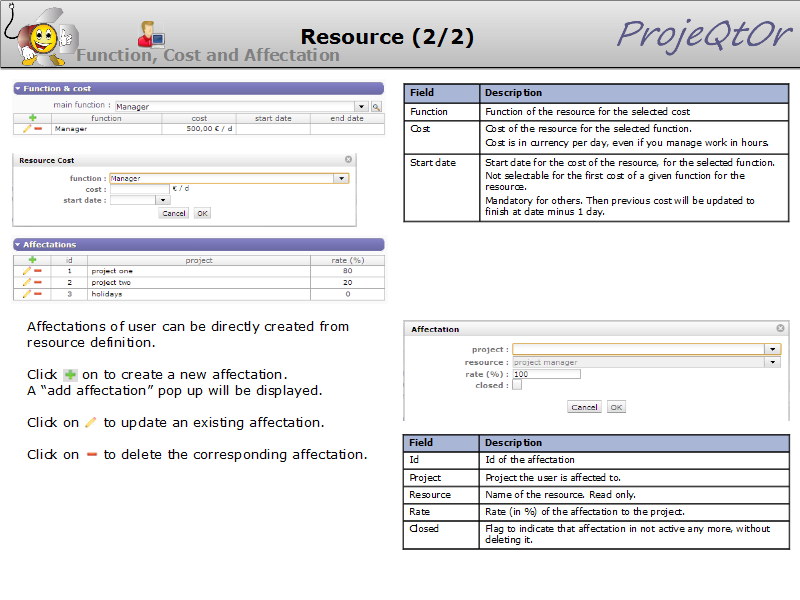 Resource (2/2)
ProjeQtOr
Function, Cost and Affectation
Function & cost
main function : Manager
function cost start date end date
Manager 500,00 € / d
Resource Cost
function : Manager
cost : € / d
start date :
Cancel OK
Affectations
id project rate (%)
1 project one 80
2 project two 20
3 holidays 0
Affectations of user can be directly created from
resource definition.
Click on to create a new affectation.
A “add affectation” pop up will be displayed.
Click on to update an existing affectation.
Click on to delete the corresponding affectation.
Field Description
Function Function of the resource for the selected cost
Cost Cost of the resource for the selected function.
Cost is in currency per day, even if you manage work in hours.
Start date Start date for the cost of the resource, for the selected function.
Not selectable for the first cost of a given function for the
resource.
Mandatory for others. Then previous cost will be updated to
finish at date minus 1 day.
Affectation
project :
resource : project manager
rate (%) : 100
closed :
Cancel OK
Field Description
Id Id of the affectation
Project Project the user is affected to.
Resource Name of the resource. Read only.
Rate Rate (in %) of the affectation to the project.
Closed Flag to indicate that affectation in not active any more, without
deleting it.